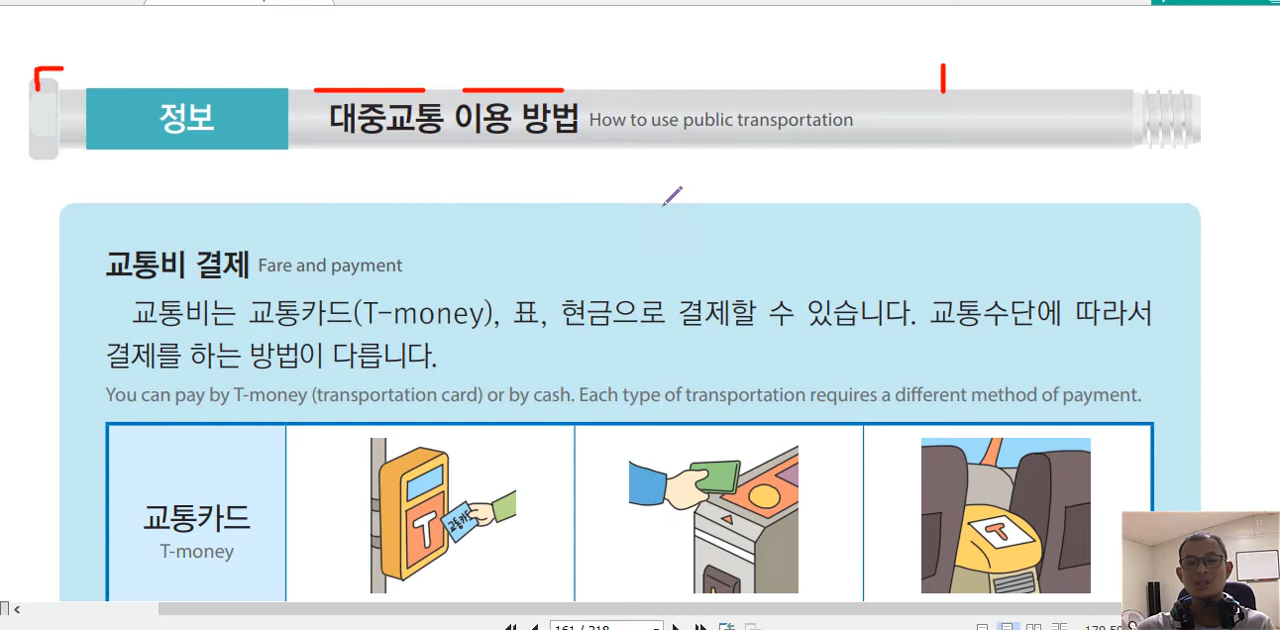 정보
대중교통 이용 방법 How to use public transportation
교통비 결제 Fare and payment
교통비는 교통카드(T-money), 표, 현금으로 결제할 수 있습니다. 교통수단에 따라서
결제를 하는 방법이 다릅니다.
You can pay by T-money (transportation card) or by cash. Each type of transportation requires a different method of payment.
교통카드
T-money
T
교통카드
T